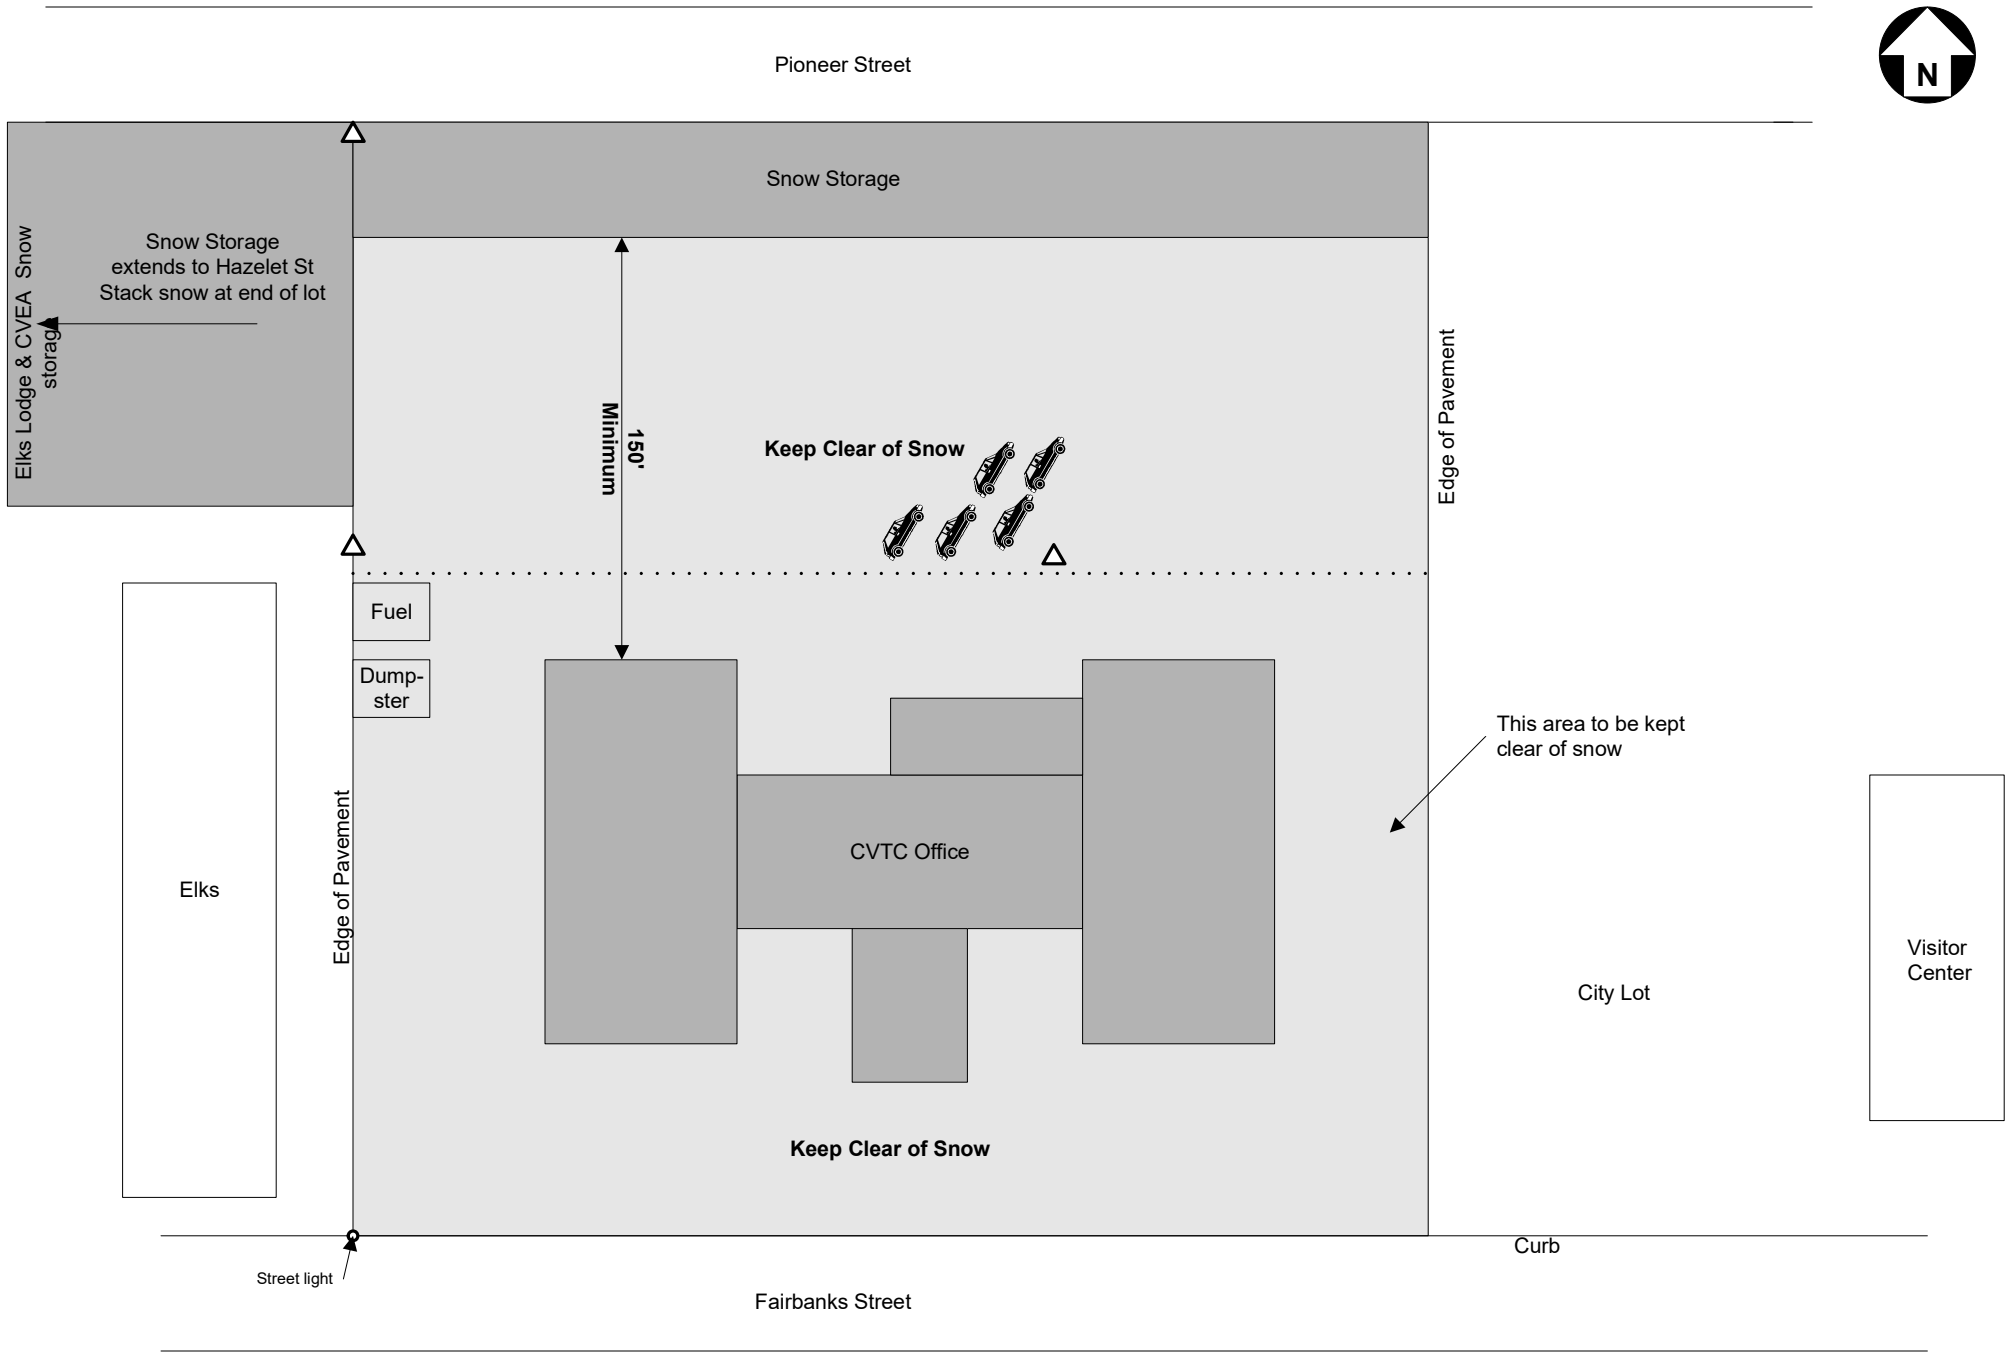 Pioneer Street
N
Snow Storage
Snow Storage
extends to Hazelet St
Stack snow at end of lot
Elks Lodge & CVEA Snow
storage
150'
Minimum
Keep Clear of Snow
Edge of Pavement
Fuel
Dump-
ster
This area to be kept
clear of snow
CVTC Office
Elks
Edge of Pavement
Visitor
Center
City Lot
Keep Clear of Snow
Curb
Street light
Fairbanks Street